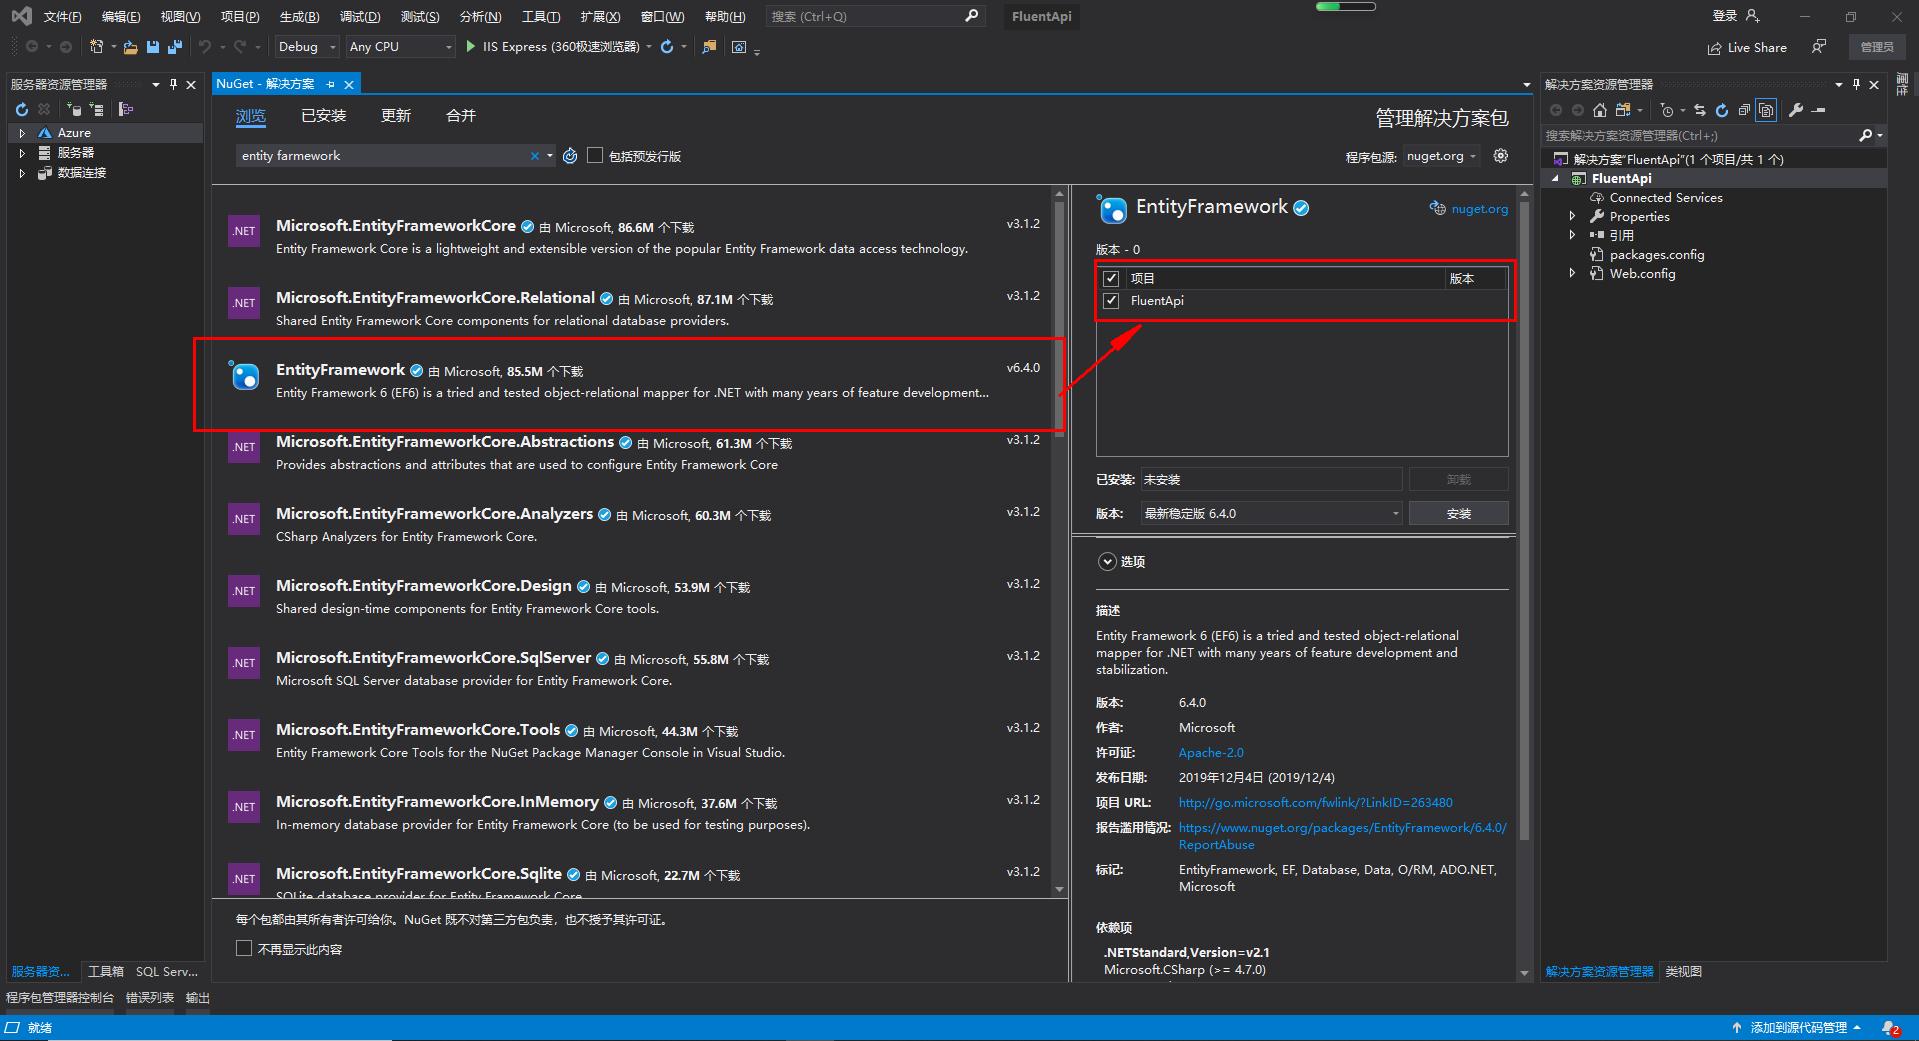 文件(F) 编辑(E) 视图(V) 项目(P) 生成(B) 调试(D) 测试(S) 分析(N) 工具(T) 扩展(X) 窗口(W) 帮助(H) 搜索 (Ctrl+Q) FluentApi 登录
Debug Any CPU IIS Express (360极速浏览器) Live Share 管理员
服务器资源管理器
Azure
服务器
数据连接
NuGet - 解决方案
浏览 已安装 更新 合并
管理解决方案包
entity farmework
包括预发行版
程序包源: nuget.org
.NET Microsoft.EntityFrameworkCore 由 Microsoft, 86.6M 个下载 v3.1.2
Entity Framework Core is a lightweight and extensible version of the popular Entity Framework data access technology.
.NET Microsoft.EntityFrameworkCore.Relational 由 Microsoft, 87.1M 个下载 v3.1.2
Shared Entity Framework Core components for relational database providers.
EntityFramework 由 Microsoft, 85.5M 个下载 v6.4.0
Entity Framework 6 (EF6) is a tried and tested object-relational mapper for .NET with many years of feature development...
.NET Microsoft.EntityFrameworkCore.Abstractions 由 Microsoft, 61.3M 个下载 v3.1.2
Provides abstractions and attributes that are used to configure Entity Framework Core
.NET Microsoft.EntityFrameworkCore.Analyzers 由 Microsoft, 60.3M 个下载 v3.1.2
CSharp Analyzers for Entity Framework Core.
.NET Microsoft.EntityFrameworkCore.Design 由 Microsoft, 53.9M 个下载 v3.1.2
Shared design-time components for Entity Framework Core tools.
.NET Microsoft.EntityFrameworkCore.SqlServer 由 Microsoft, 55.8M 个下载 v3.1.2
Microsoft SQL Server database provider for Entity Framework Core.
.NET Microsoft.EntityFrameworkCore.Tools 由 Microsoft, 44.3M 个下载 v3.1.2
Entity Framework Core Tools for the NuGet Package Manager Console in Visual Studio.
.NET Microsoft.EntityFrameworkCore.InMemory 由 Microsoft, 37.6M 个下载 v3.1.2
In-memory database provider for Entity Framework Core (to be used for testing purposes).
.NET Microsoft.EntityFrameworkCore.Sqlite 由 Microsoft, 22.7M 个下载 v3.1.2
SQLite database provider for Entity Framework Core.
每个包都由其所有者许可给你。NuGet 既不对第三方包负责，也不授予其许可证。
不再显示此内容
EntityFramework nuget.org
版本 - 0
项目 版本
FluentApi
已安装: 未安装 卸载
版本: 最新稳定版 6.4.0 安装
选项
描述
Entity Framework 6 (EF6) is a tried and tested object-relational
mapper for .NET with many years of feature development and
stabilization.
版本: 6.4.0
作者: Microsoft
许可证: Apache-2.0
发布日期: 2019年12月4日 (2019/12/4)
项目 URL: http://go.microsoft.com/fwlink/?LinkID=263480
报告滥用情况: https://www.nuget.org/packages/EntityFramework/6.4.0/
ReportAbuse
标记: EntityFramework, EF, Database, Data, O/RM, ADO.NET,
Microsoft
依赖项
.NETStandard,Version=v2.1
Microsoft.CSharp (>= 4.7.0)
解决方案资源管理器
搜索解决方案资源管理器(Ctrl+;)
解决方案"FluentApi"(1 个项目/共 1 个)
FluentApi
Connected Services
Properties
引用
packages.config
Web.config
属性
服务器资... 工具箱 SQL Serv...
解决方案资源管理器 类视图
程序包管理器控制台 错误列表 输出
就绪 添加到源代码管理 2